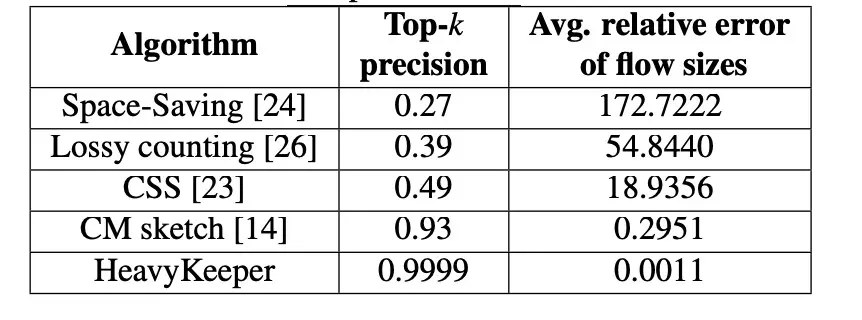 Algorithm Top-k precision Avg. relative error of flow sizes
Space-Saving [24] 0.27 172.7222
Lossy counting [26] 0.39 54.8440
CSS [23] 0.49 18.9356
CM sketch [14] 0.93 0.2951
HeavyKeeper 0.9999 0.0011